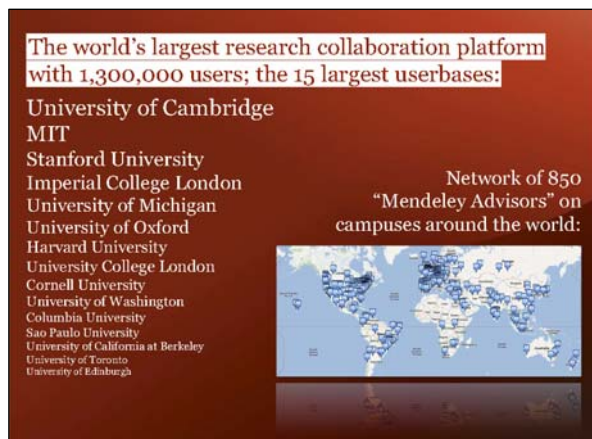 The world's largest research collaboration platform
with 1,300,000 users; the 15 largest userbases:
University of Cambridge
MIT
Stanford University
Imperial College London
University of Michigan
University of Oxford
Harvard University
University College London
Cornell University
University of Washington
Columbia University
Sao Paulo University
University of California at Berkeley
University of Toronto
University of Edinburgh
Network of 850
“Mendeley Advisors” on
campuses around the world: